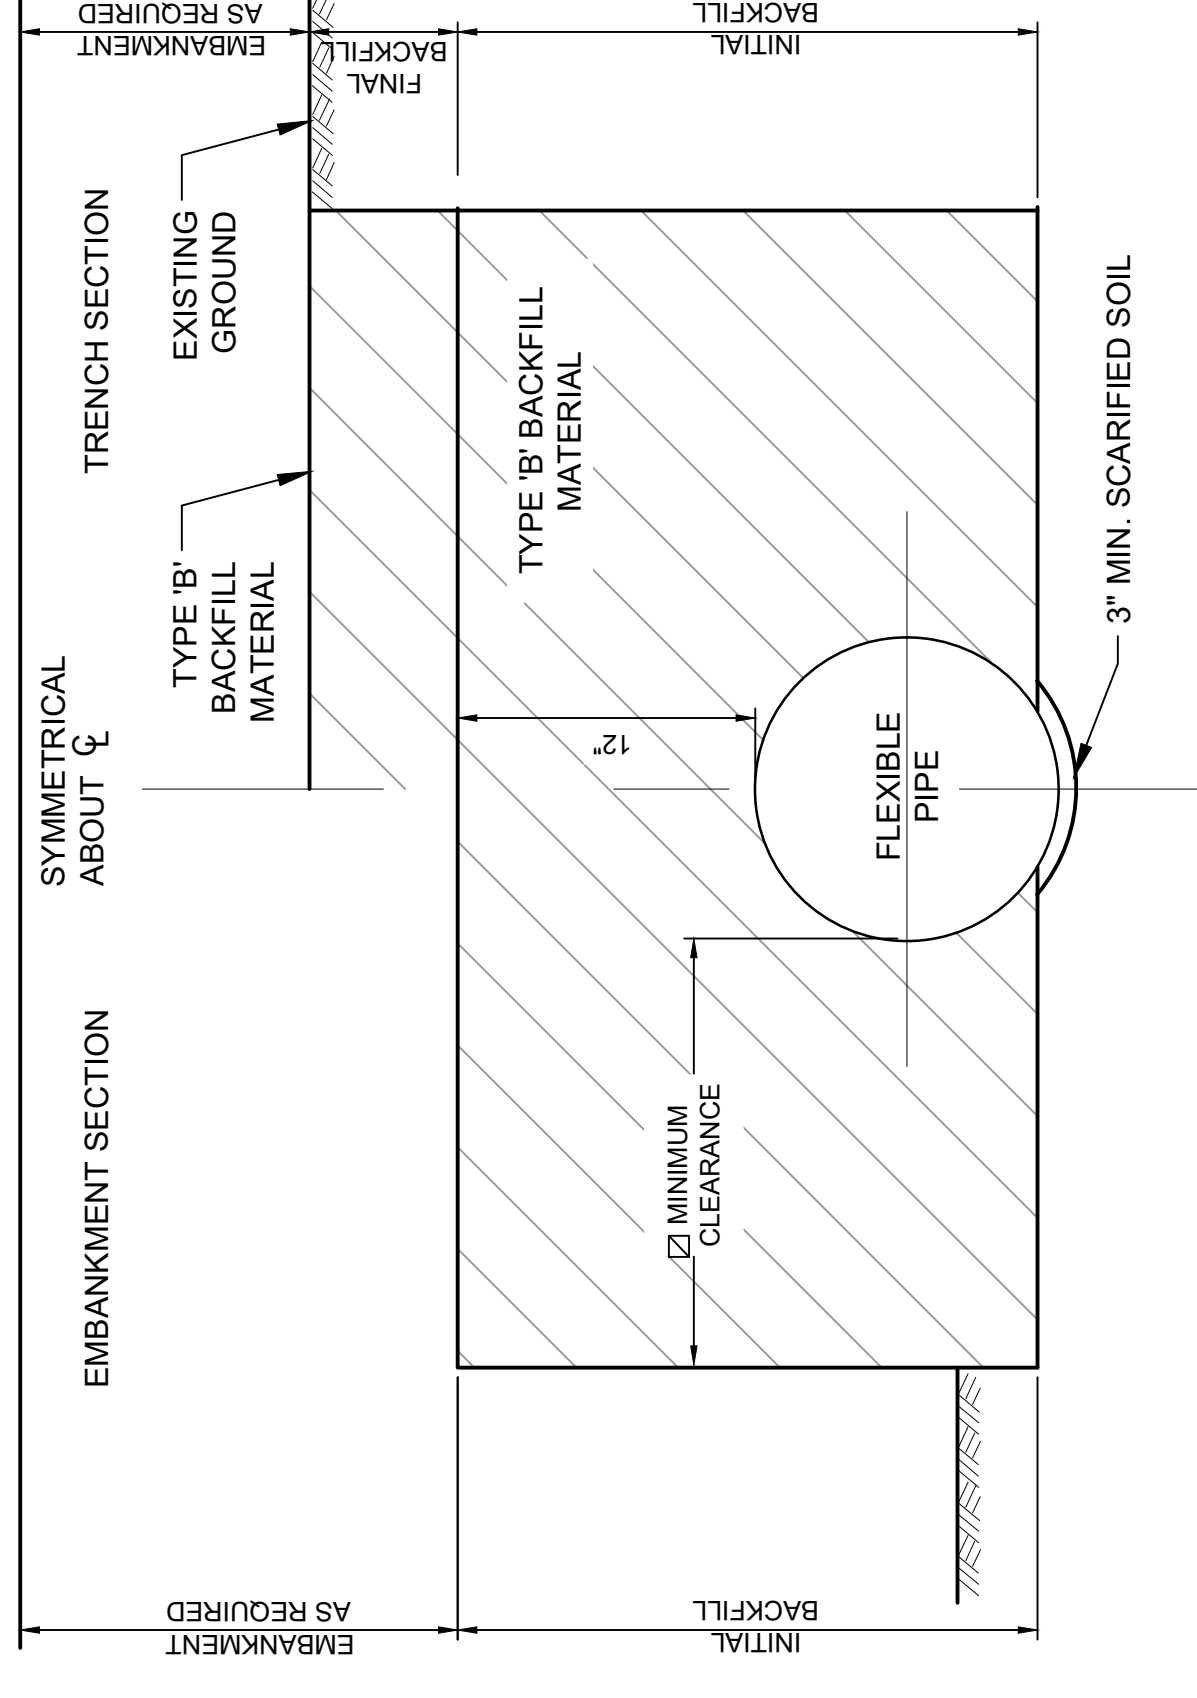 EMBANKMENT
AS REQUIRED
INITIAL
BACKFILL
EMBANKMENT SECTION
SYMMETRICAL
ABOUT ℄
TRENCH SECTION
TYPE 'B'
BACKFILL
MATERIAL
EXISTING
GROUND
EMBANKMENT
AS REQUIRED
FINAL
BACKFILL
INITIAL
BACKFILL
TYPE 'B' BACKFILL
MATERIAL
12"
⍁ MINIMUM
CLEARANCE
FLEXIBLE
PIPE
3" MIN. SCARIFIED SOIL